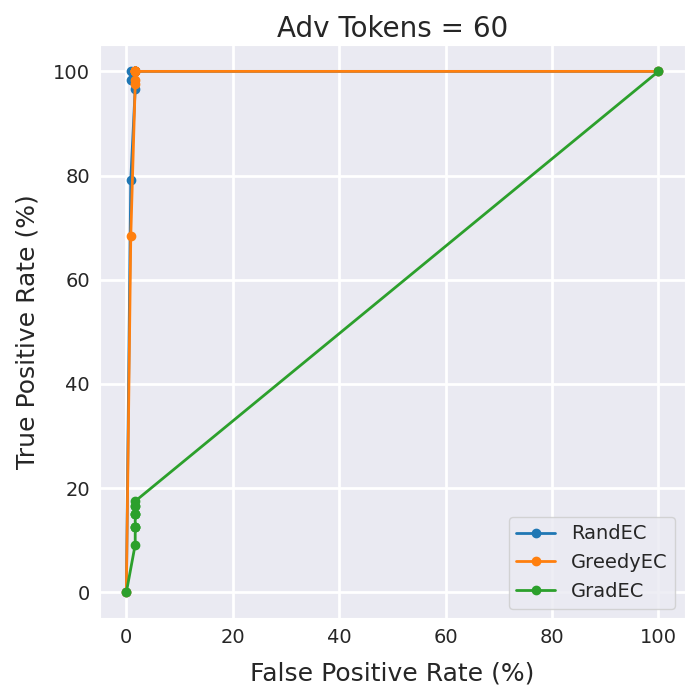 Adv Tokens = 60
True Positive Rate (%)
100
80
60
40
20
0
RandEC
GreedyEC
GradEC
0 20 40 60 80 100
False Positive Rate (%)